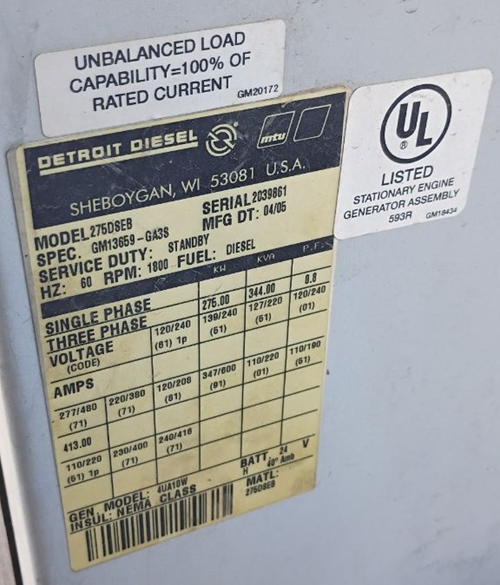 UNBALANCED LOAD
CAPABILITY=100% OF
RATED CURRENT
GM20172
UL
LISTED
STATIONARY ENGINE
GENERATOR ASSEMBLY
593R GM18434
DETROIT DIESEL mtu
SHEBOYGAN, WI 53081 U.S.A.
MODEL 275DSEB SERIAL 2039861
SPEC. GM13659-GA3S MFG DT: 04/05
SERVICE DUTY: STANDBY
HZ: 60 RPM: 1800 FUEL: DIESEL
KW KVA P.F.
SINGLE PHASE
THREE PHASE 275.00 344.00 0.8
VOLTAGE 120/240 139/240 127/220 120/240
(CODE) (61) 1p (61) (61) (01)
AMPS
277/480 220/380 120/208 347/600 110/220 110/190
(71) (71) (61) (91) (01) (61)
413.00
110/220 230/400 240/416
(61) 1p (71) (71)
BATT 24 V
40° Amb
GEN. MODEL: 4UA10W MATL:
INSUL: NEMA CLASS H 275DSEB